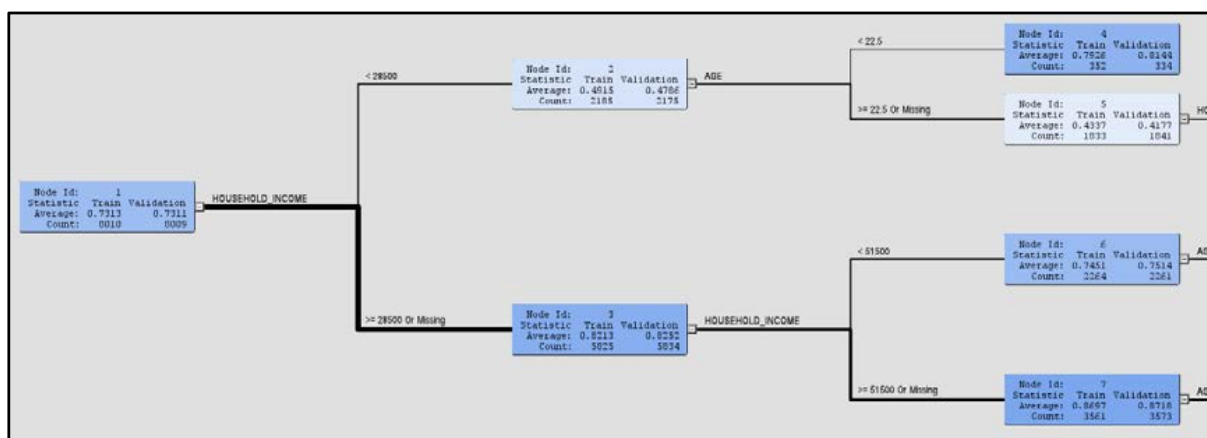 Node Id: 1
Statistic Train Validation
Average: 0.7313 0.7311
Count: 8010 8009
HOUSEHOLD_INCOME
< 28500
Node Id: 2
Statistic Train Validation
Average: 0.4915 0.4786
Count: 2185 2175
AGE
< 22.5
Node Id: 4
Statistic Train Validation
Average: 0.7926 0.8144
Count: 352 334
>= 22.5 Or Missing
Node Id: 5
Statistic Train Validation
Average: 0.4337 0.4177
Count: 1833 1841
HO
>= 28500 Or Missing
Node Id: 3
Statistic Train Validation
Average: 0.8213 0.8252
Count: 5825 5834
HOUSEHOLD_INCOME
< 51500
Node Id: 6
Statistic Train Validation
Average: 0.7451 0.7514
Count: 2264 2261
AG
>= 51500 Or Missing
Node Id: 7
Statistic Train Validation
Average: 0.8697 0.8718
Count: 3561 3573
AG